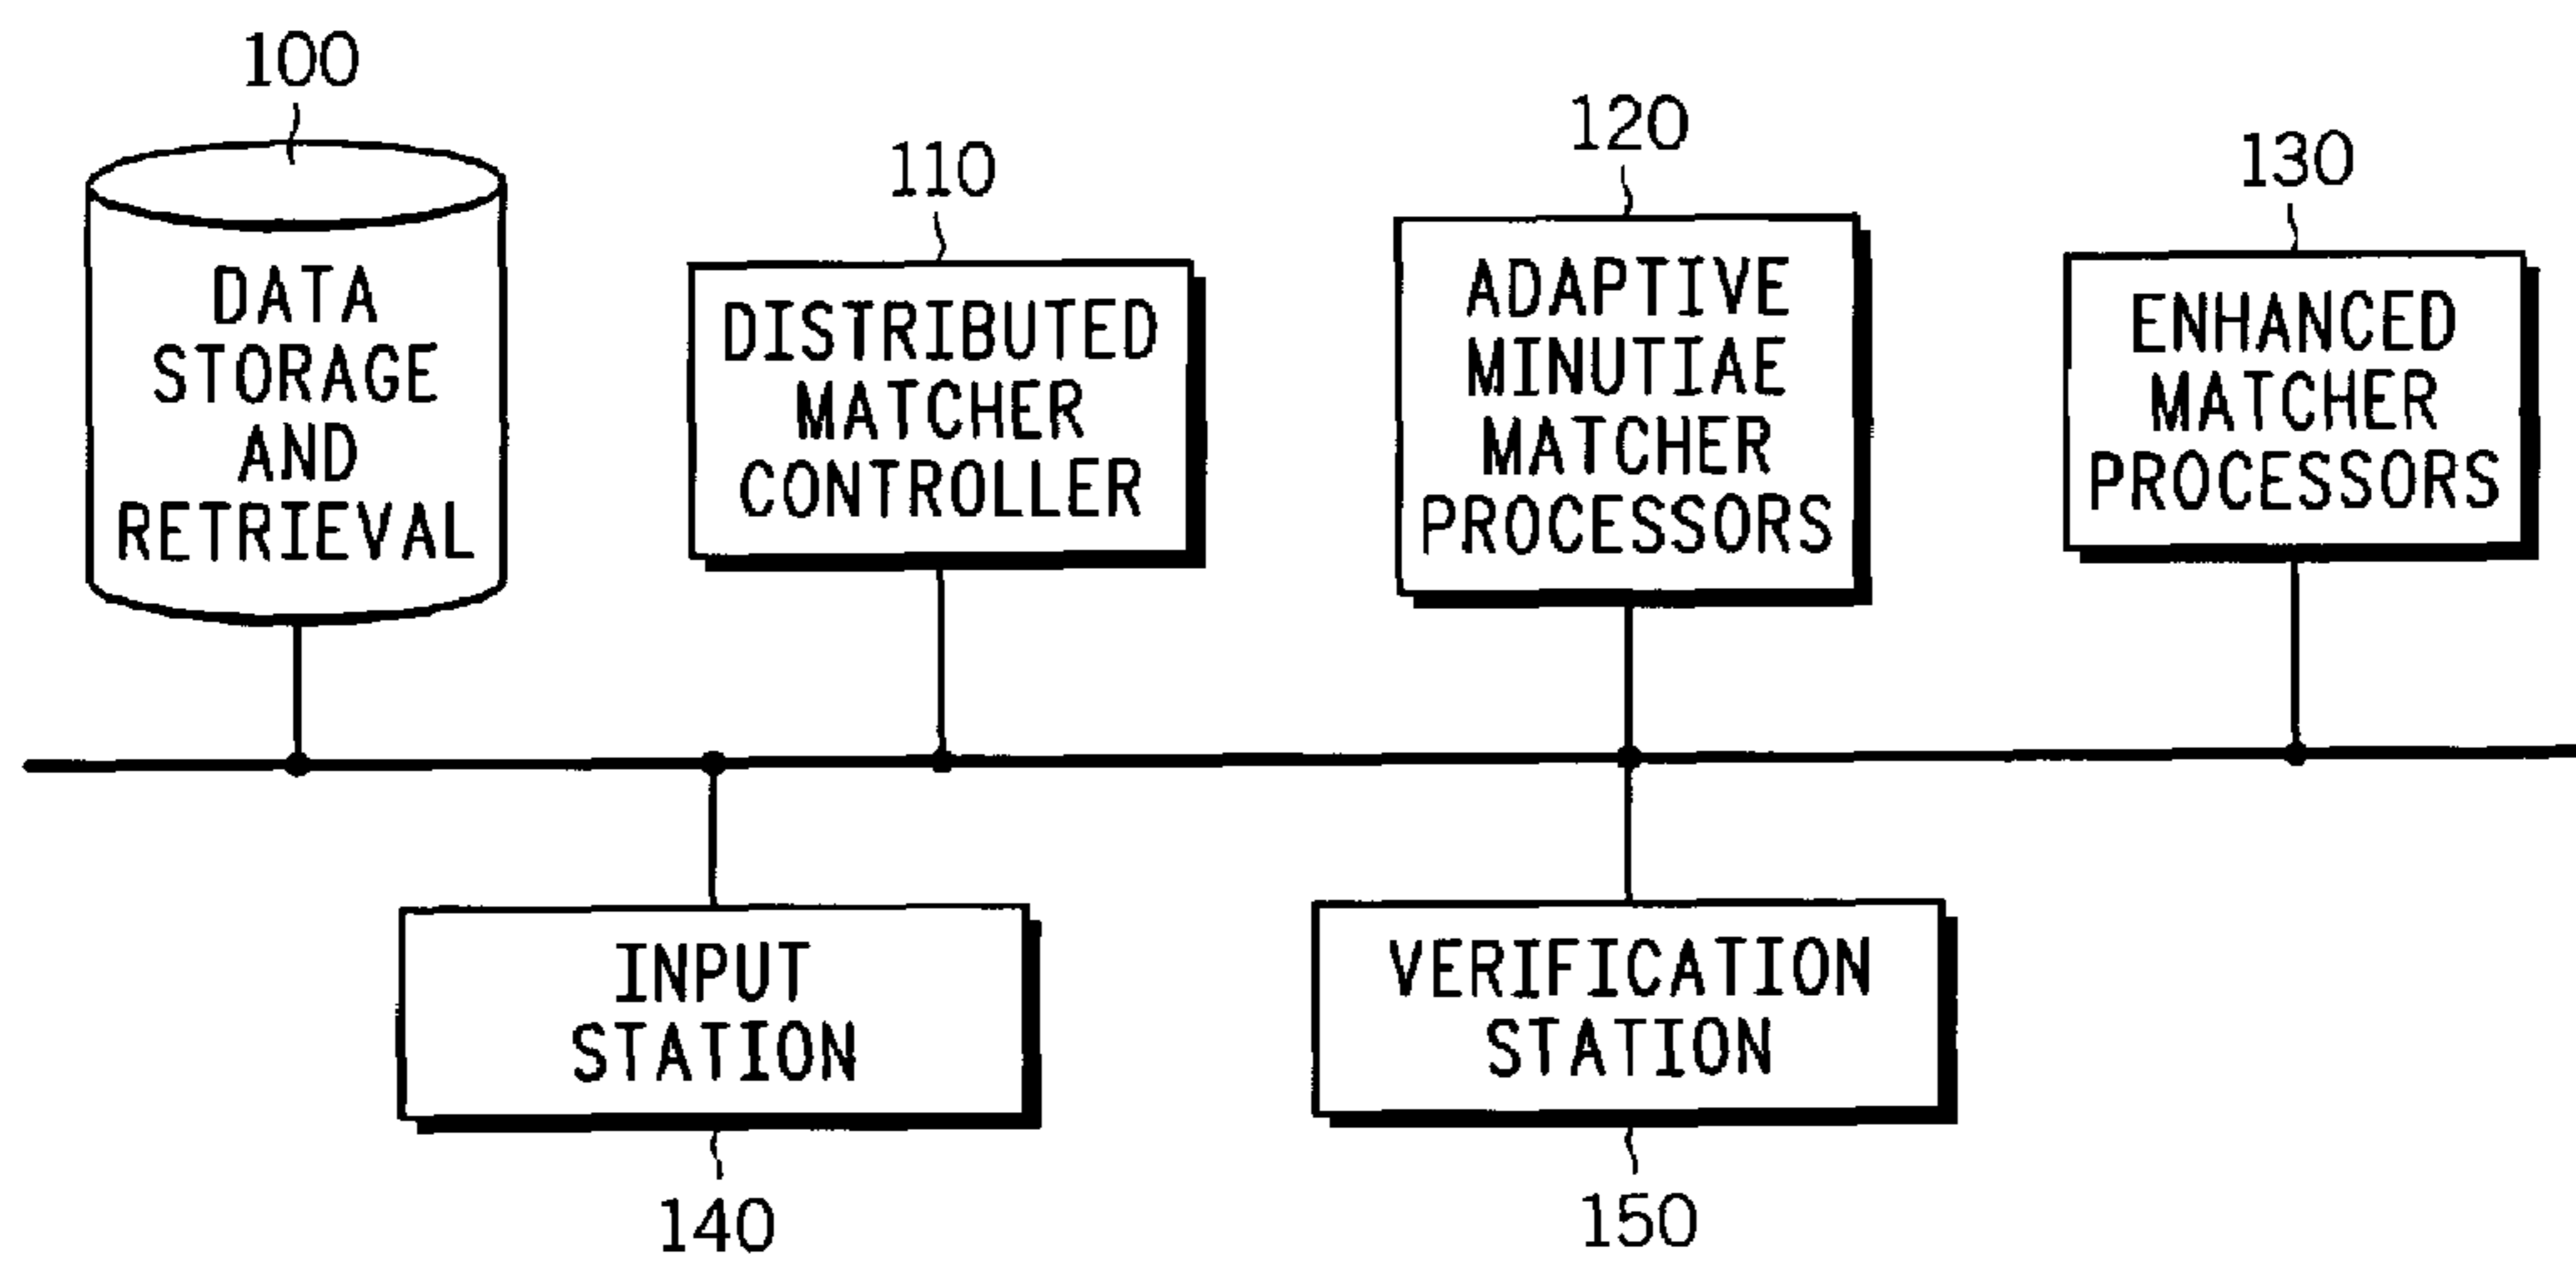 100
DATA
STORAGE
AND
RETRIEVAL
110
DISTRIBUTED
MATCHER
CONTROLLER
120
ADAPTIVE
MINUTIAE
MATCHER
PROCESSORS
130
ENHANCED
MATCHER
PROCESSORS
INPUT
STATION
140
VERIFICATION
STATION
150